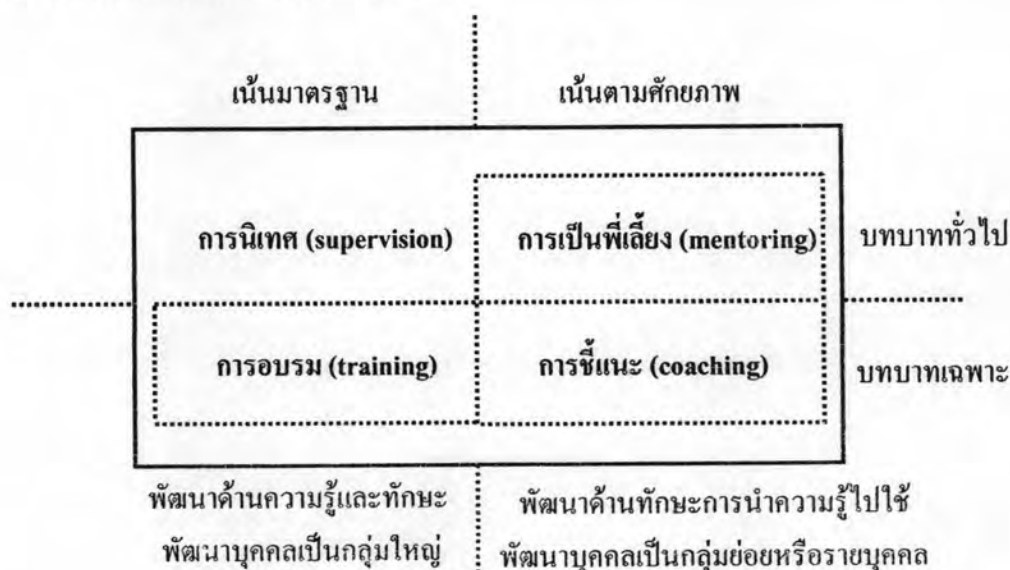 เน้นมาตรฐาน เน้นตามศักยภาพ
การนิเทศ (supervision) การเป็นพี่เลี้ยง (mentoring) บทบาททั่วไป
การอบรม (training) การชี้แนะ (coaching) บทบาทเฉพาะ
พัฒนาด้านความรู้และทักษะ พัฒนาด้านทักษะการนำความรู้ไปใช้
พัฒนาบุคคลเป็นกลุ่มใหญ่ พัฒนาบุคคลเป็นกลุ่มย่อยหรือรายบุคคล